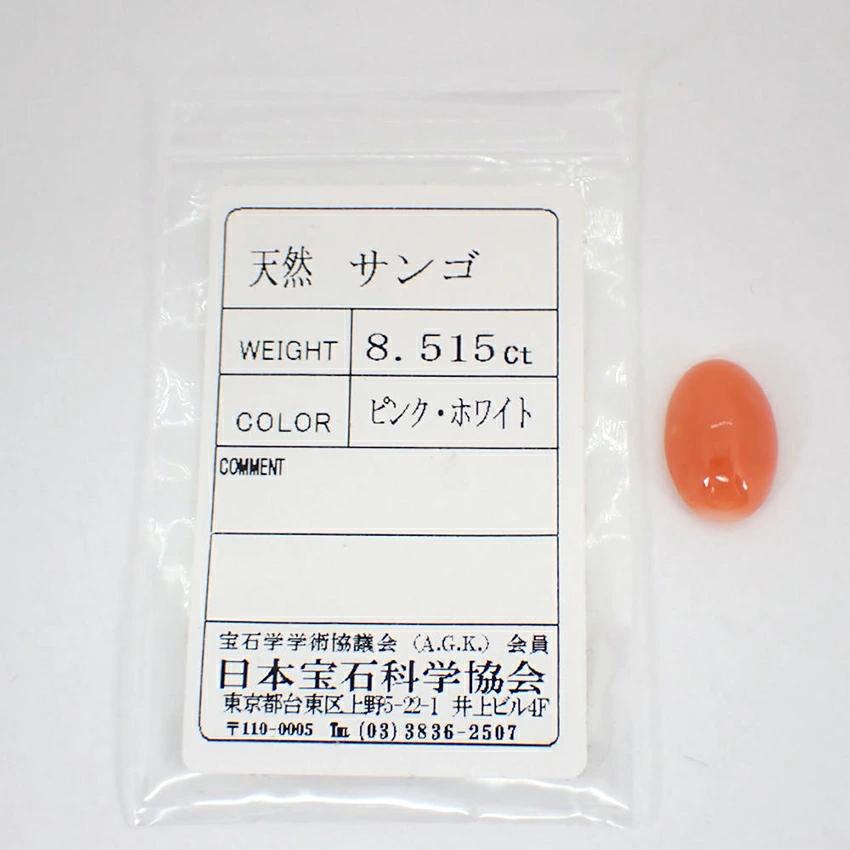 天然 サンゴ
WEIGHT 8.515ct
COLOR ピンク・ホワイト
COMMENT
宝石学学術協議会 (A.G.K.) 会員
日本宝石科学協会
東京都台東区上野5-22-1 井上ビル4F
〒110-0005 TEL (03)3836-2507